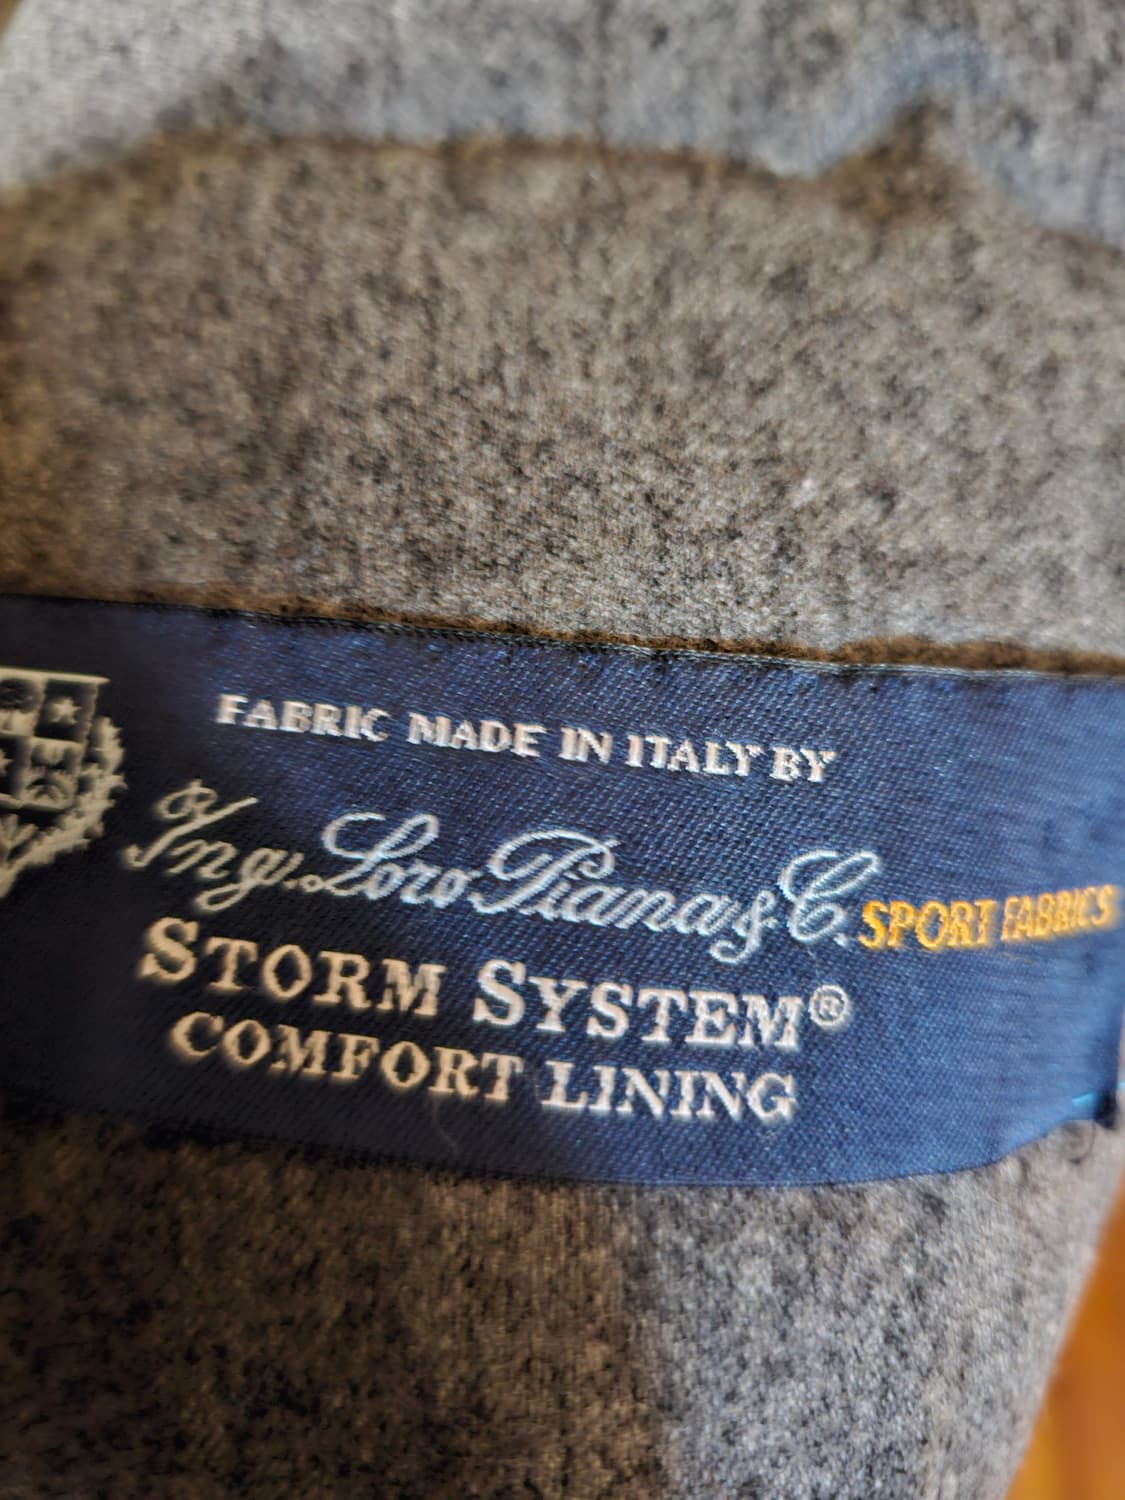 FABRIC MADE IN ITALY BY
Ing. Loro Piana & C. SPORT FABRICS
STORM SYSTEM®
COMFORT LINING